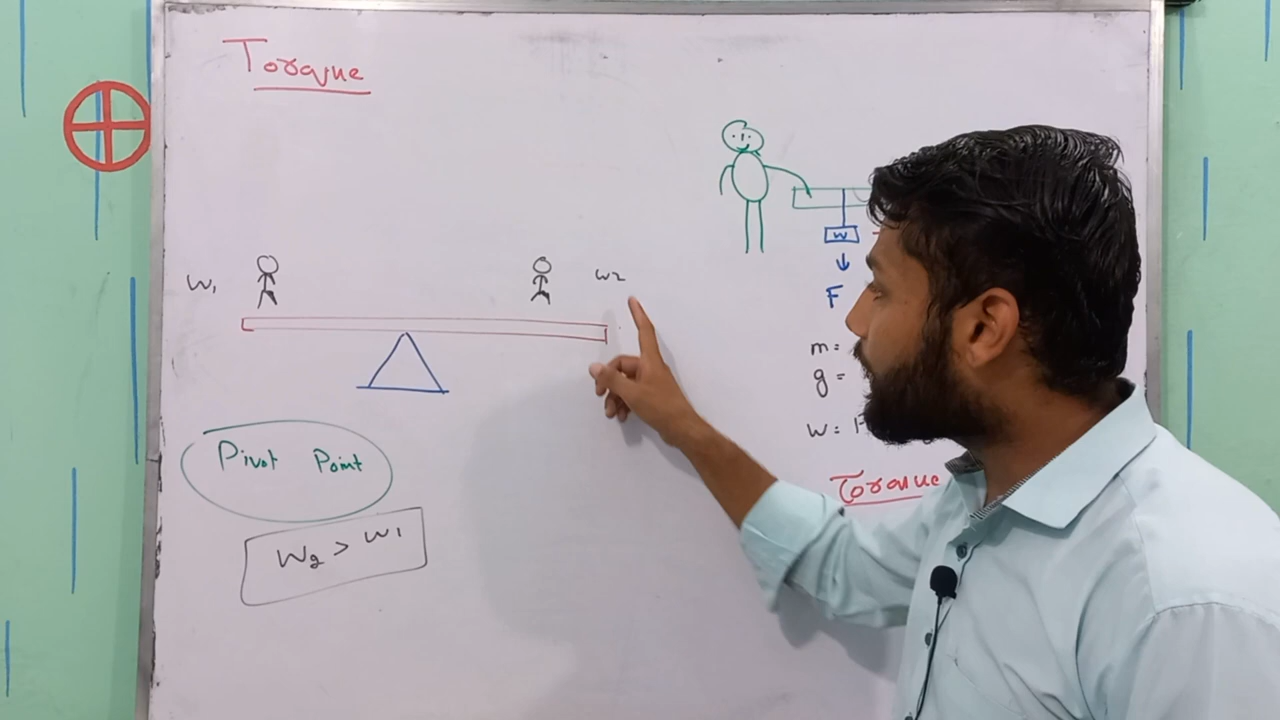 Torque
W
F
W1
W2
m=
g=
W=
Pivot Point
Torque
W2 > W1